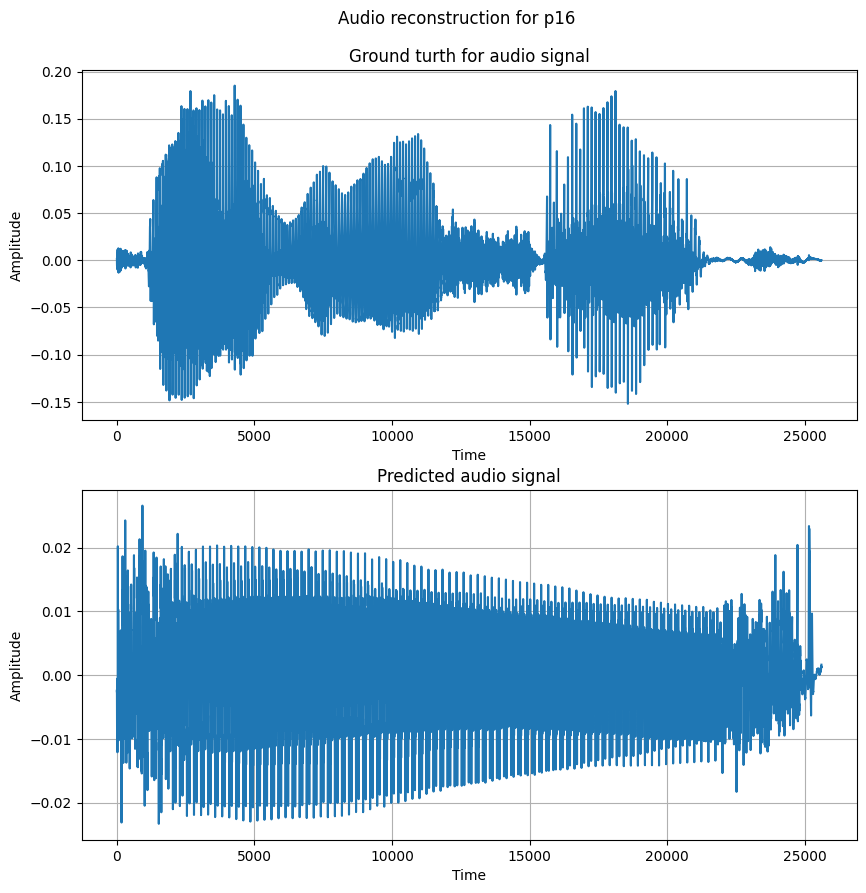 Audio reconstruction for p16
Ground turth for audio signal
0.20
0.15
0.10
0.05
0.00
−0.05
−0.10
−0.15
Amplitude
0 5000 10000 15000 20000 25000
Time
Predicted audio signal
0.02
0.01
0.00
−0.01
−0.02
Amplitude
0 5000 10000 15000 20000 25000
Time